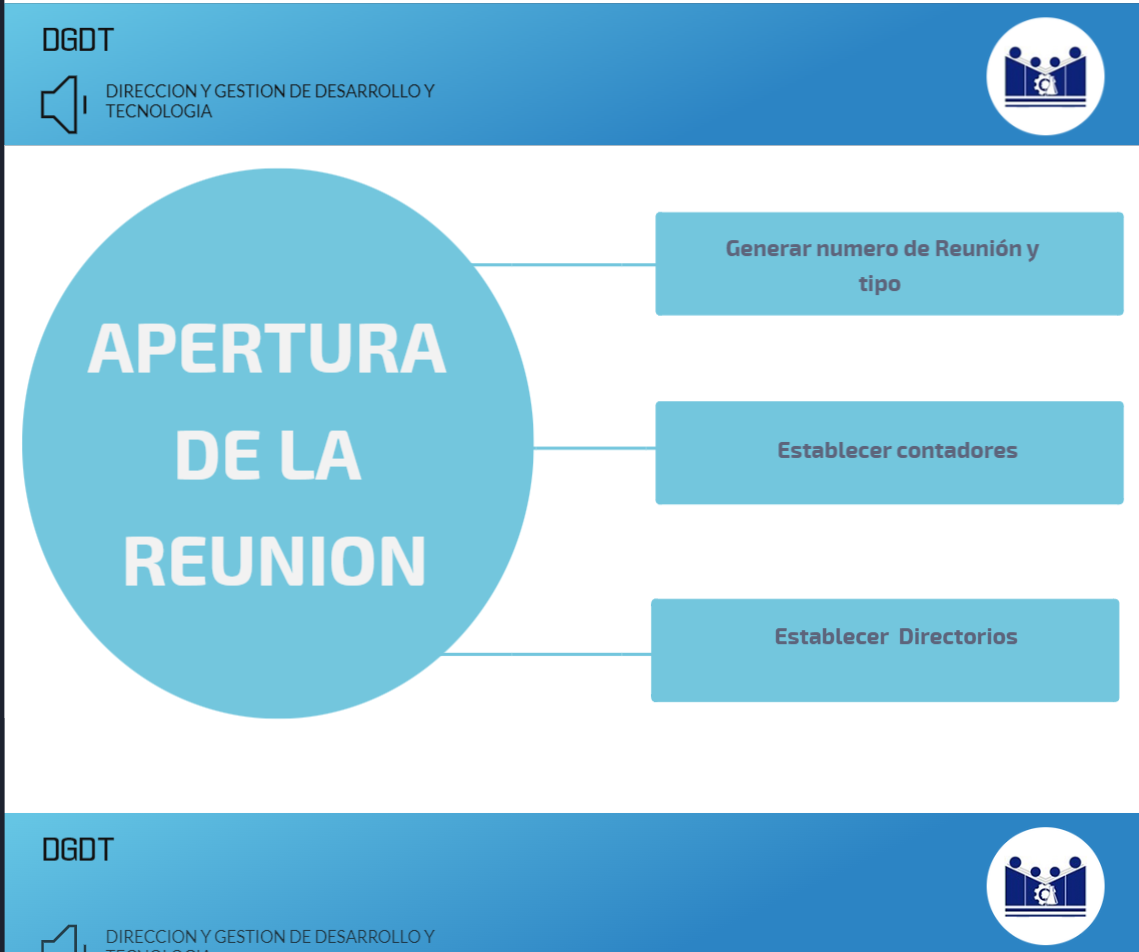 DGDT
DIRECCION Y GESTION DE DESARROLLO Y
TECNOLOGIA
APERTURA
DE LA
REUNION
Generar numero de Reunión y
tipo
Establecer contadores
Establecer Directorios
DGDT
DIRECCION Y GESTION DE DESARROLLO Y
TECNOLOGIA